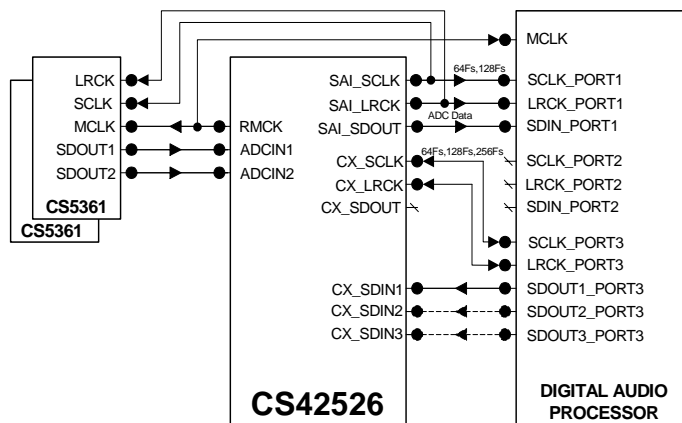 LRCK
SCLK
MCLK
SDOUT1
SDOUT2
CS5361
CS5361
RMCK
ADCIN1
ADCIN2
SAI_SCLK
SAI_LRCK
SAI_SDOUT
CX_SCLK
CX_LRCK
CX_SDOUT
CX_SDIN1
CX_SDIN2
CX_SDIN3
CS42526
64Fs,128Fs
ADC Data
64Fs,128Fs,256Fs
MCLK
SCLK_PORT1
LRCK_PORT1
SDIN_PORT1
SCLK_PORT2
LRCK_PORT2
SDIN_PORT2
SCLK_PORT3
LRCK_PORT3
SDOUT1_PORT3
SDOUT2_PORT3
SDOUT3_PORT3
DIGITAL AUDIO
PROCESSOR